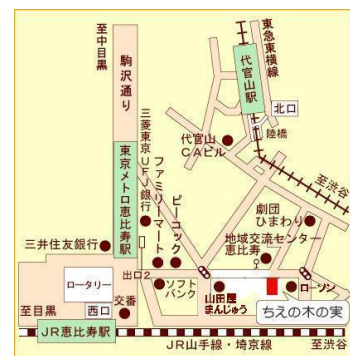 至中目黒
駒沢通り
東急東横線
代官山駅
北口
陸橋
代官山
CAビル
至渋谷
東京メトロ恵比寿駅
三菱東京UFJ銀行
ファミリーマート
ピーコック
劇団
ひまわり
地域交流センター
恵比寿
三井住友銀行
出口2
ロータリー
ソフト
バンク
山田屋
まんじゅう
ローソン
至目黒
西口
交番
ちえの木の実
JR恵比寿駅
JR山手線・埼京線
至渋谷